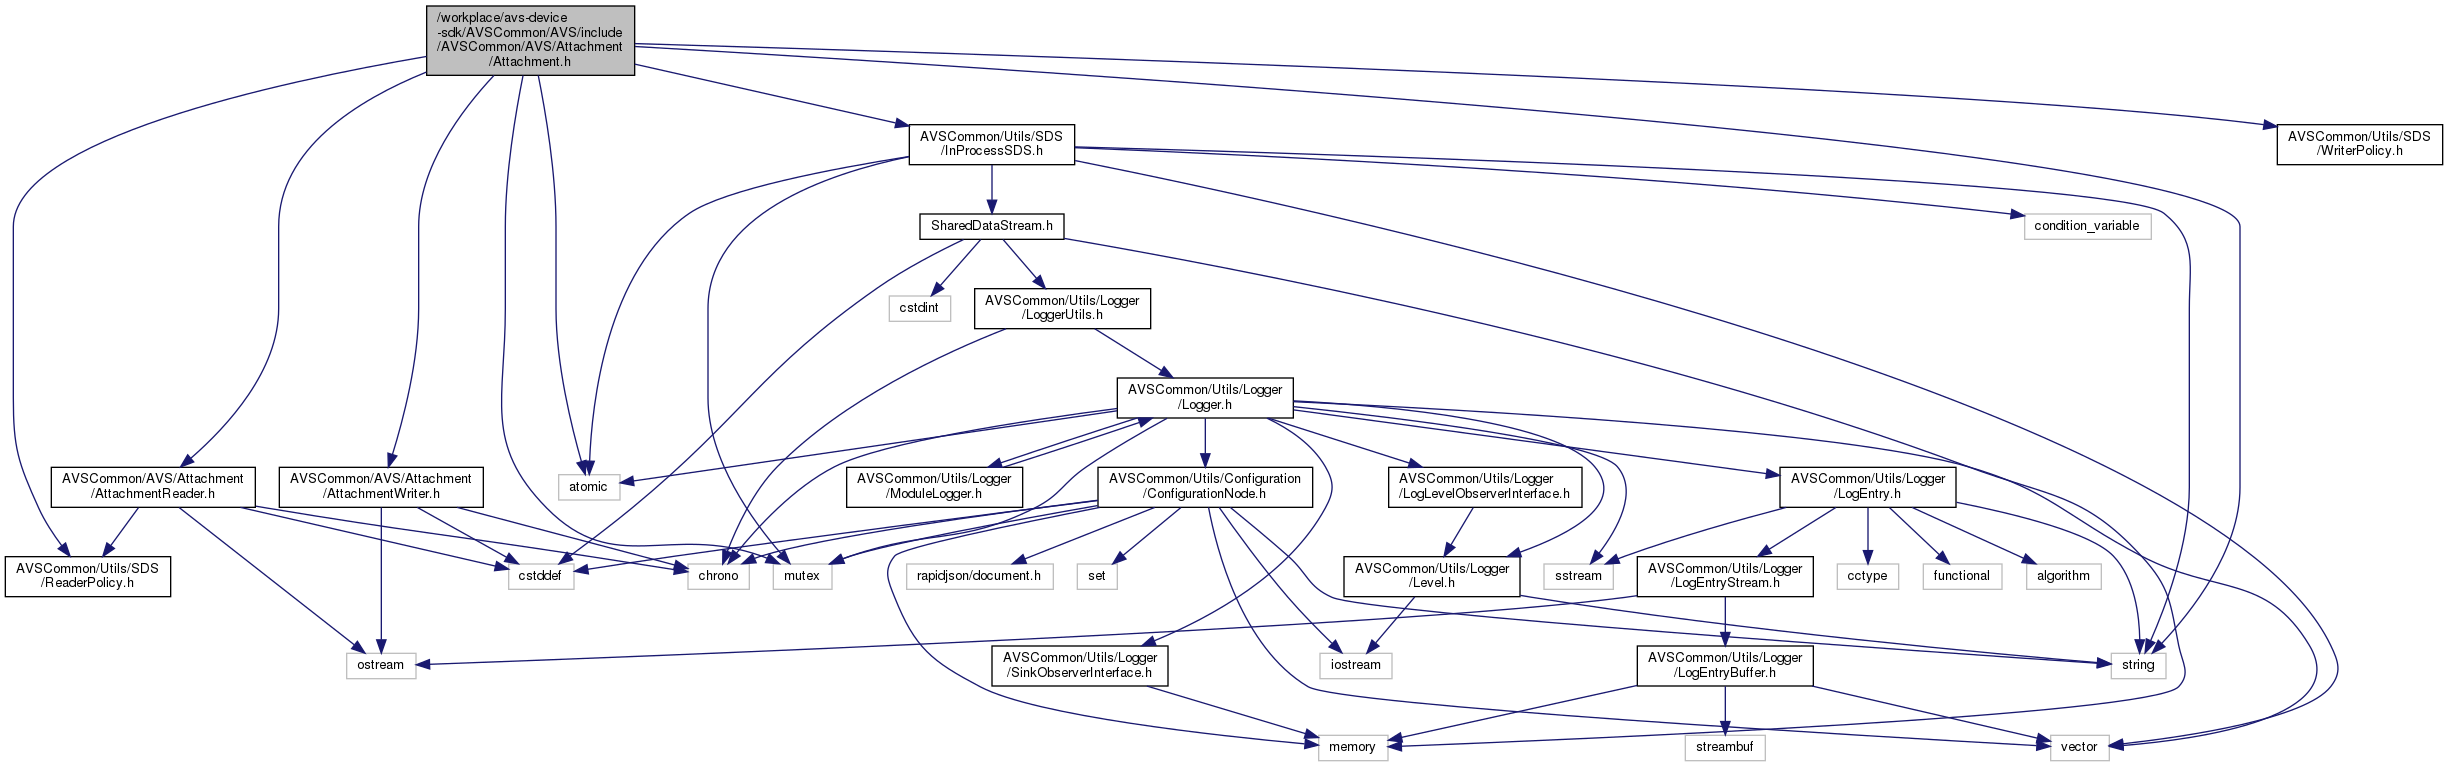 /workplace/avs-device
-sdk/AVSCommon/AVS/include
/AVSCommon/AVS/Attachment
/Attachment.h
AVSCommon/Utils/SDS
/InProcessSDS.h
AVSCommon/Utils/SDS
/WriterPolicy.h
SharedDataStream.h
condition_variable
cstdint
AVSCommon/Utils/Logger
/LoggerUtils.h
AVSCommon/Utils/Logger
/Logger.h
AVSCommon/AVS/Attachment
/AttachmentReader.h
AVSCommon/AVS/Attachment
/AttachmentWriter.h
atomic
AVSCommon/Utils/Logger
/ModuleLogger.h
AVSCommon/Utils/Configuration
/ConfigurationNode.h
AVSCommon/Utils/Logger
/LogLevelObserverInterface.h
AVSCommon/Utils/Logger
/LogEntry.h
AVSCommon/Utils/SDS
/ReaderPolicy.h
cstddef
chrono
mutex
rapidjson/document.h
set
AVSCommon/Utils/Logger
/Level.h
sstream
AVSCommon/Utils/Logger
/LogEntryStream.h
cctype
functional
algorithm
ostream
AVSCommon/Utils/Logger
/SinkObserverInterface.h
iostream
AVSCommon/Utils/Logger
/LogEntryBuffer.h
string
memory
streambuf
vector